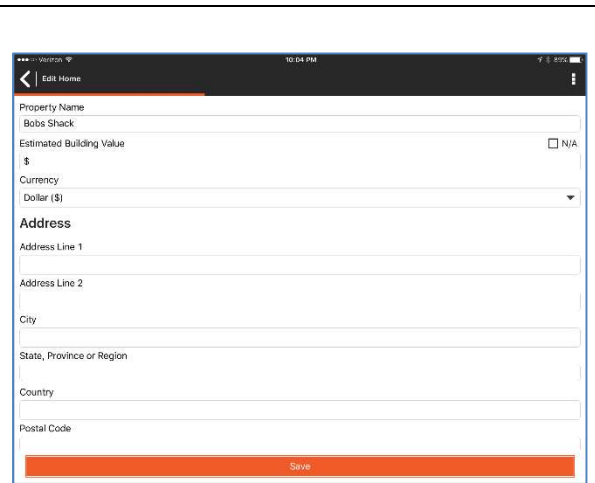 Verizon 10:04 PM 89%
Edit Home
Property Name
Bobs Shack
Estimated Building Value N/A
$
Currency
Dollar ($)
Address
Address Line 1
Address Line 2
City
State, Province or Region
Country
Postal Code
Save